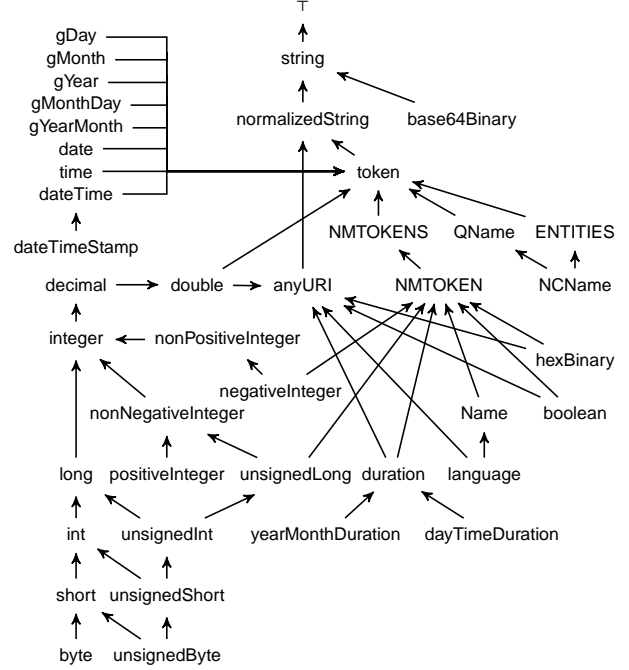 ⊤
gDay
string
gMonth
gYear
gMonthDay
normalizedString base64Binary
gYearMonth
date
time token
dateTime
NMTOKENS QName ENTITIES
dateTimeStamp
decimal double anyURI NMTOKEN NCName
integer nonPositiveInteger
hexBinary
negativeInteger
nonNegativeInteger Name boolean
long positiveInteger unsignedLong duration language
int unsignedInt yearMonthDuration dayTimeDuration
short unsignedShort
byte unsignedByte